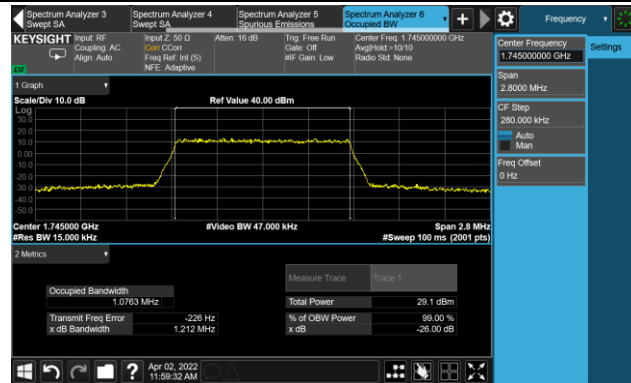 Spectrum Analyzer 3
Swept SA
Spectrum Analyzer 4
Swept SA
Spectrum Analyzer 5
Spurious Emissions
Spectrum Analyzer 6
Occupied BW
Frequency
KEYSIGHT
Input: RF
Coupling: AC
Align: Auto
Input Z: 50 Ω
Corr CCorr
Freq Ref: Int (S)
NFE: Adaptive
Atten: 16 dB
Trig: Free Run
Gate: Off
#IF Gain: Low
Center Freq: 1.745000000 GHz
Avg|Hold:>10/10
Radio Std: None
Center Frequency
1.745000000 GHz
Settings
Span
2.8000 MHz
CF Step
280.000 kHz
Auto
Man
Freq Offset
0 Hz
1 Graph
Scale/Div 10.0 dB
Ref Value 40.00 dBm
Log
30.0
20.0
10.0
0.00
-10.0
-20.0
-30.0
-40.0
-50.0
Center 1.745000 GHz
#Video BW 47.000 kHz
Span 2.8 MHz
#Res BW 15.000 kHz
#Sweep 100 ms (2001 pts)
2 Metrics
Measure Trace
Trace 1
Occupied Bandwidth
1.0763 MHz
Total Power
29.1 dBm
Transmit Freq Error
-226 Hz
% of OBW Power
99.00 %
x dB Bandwidth
1.212 MHz
x dB
-26.00 dB
Apr 02, 2022
11:59:32 AM